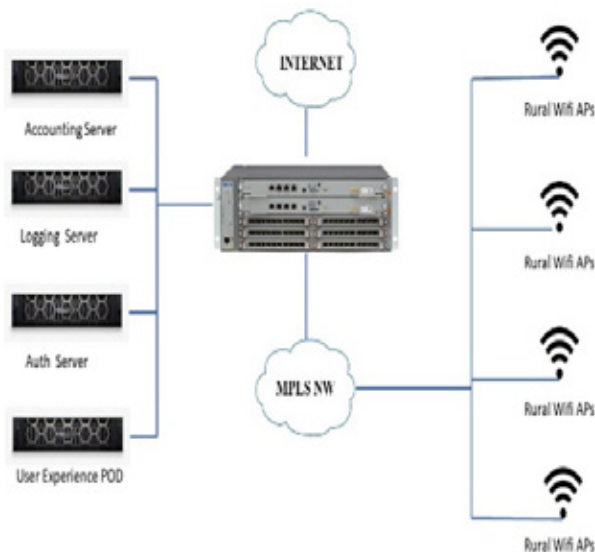 INTERNET
Accounting Server
Logging Server
Auth Server
User Experience POD
MPLS NW
Rural Wifi APs
Rural Wifi APs
Rural Wifi APs
Rural Wifi APs